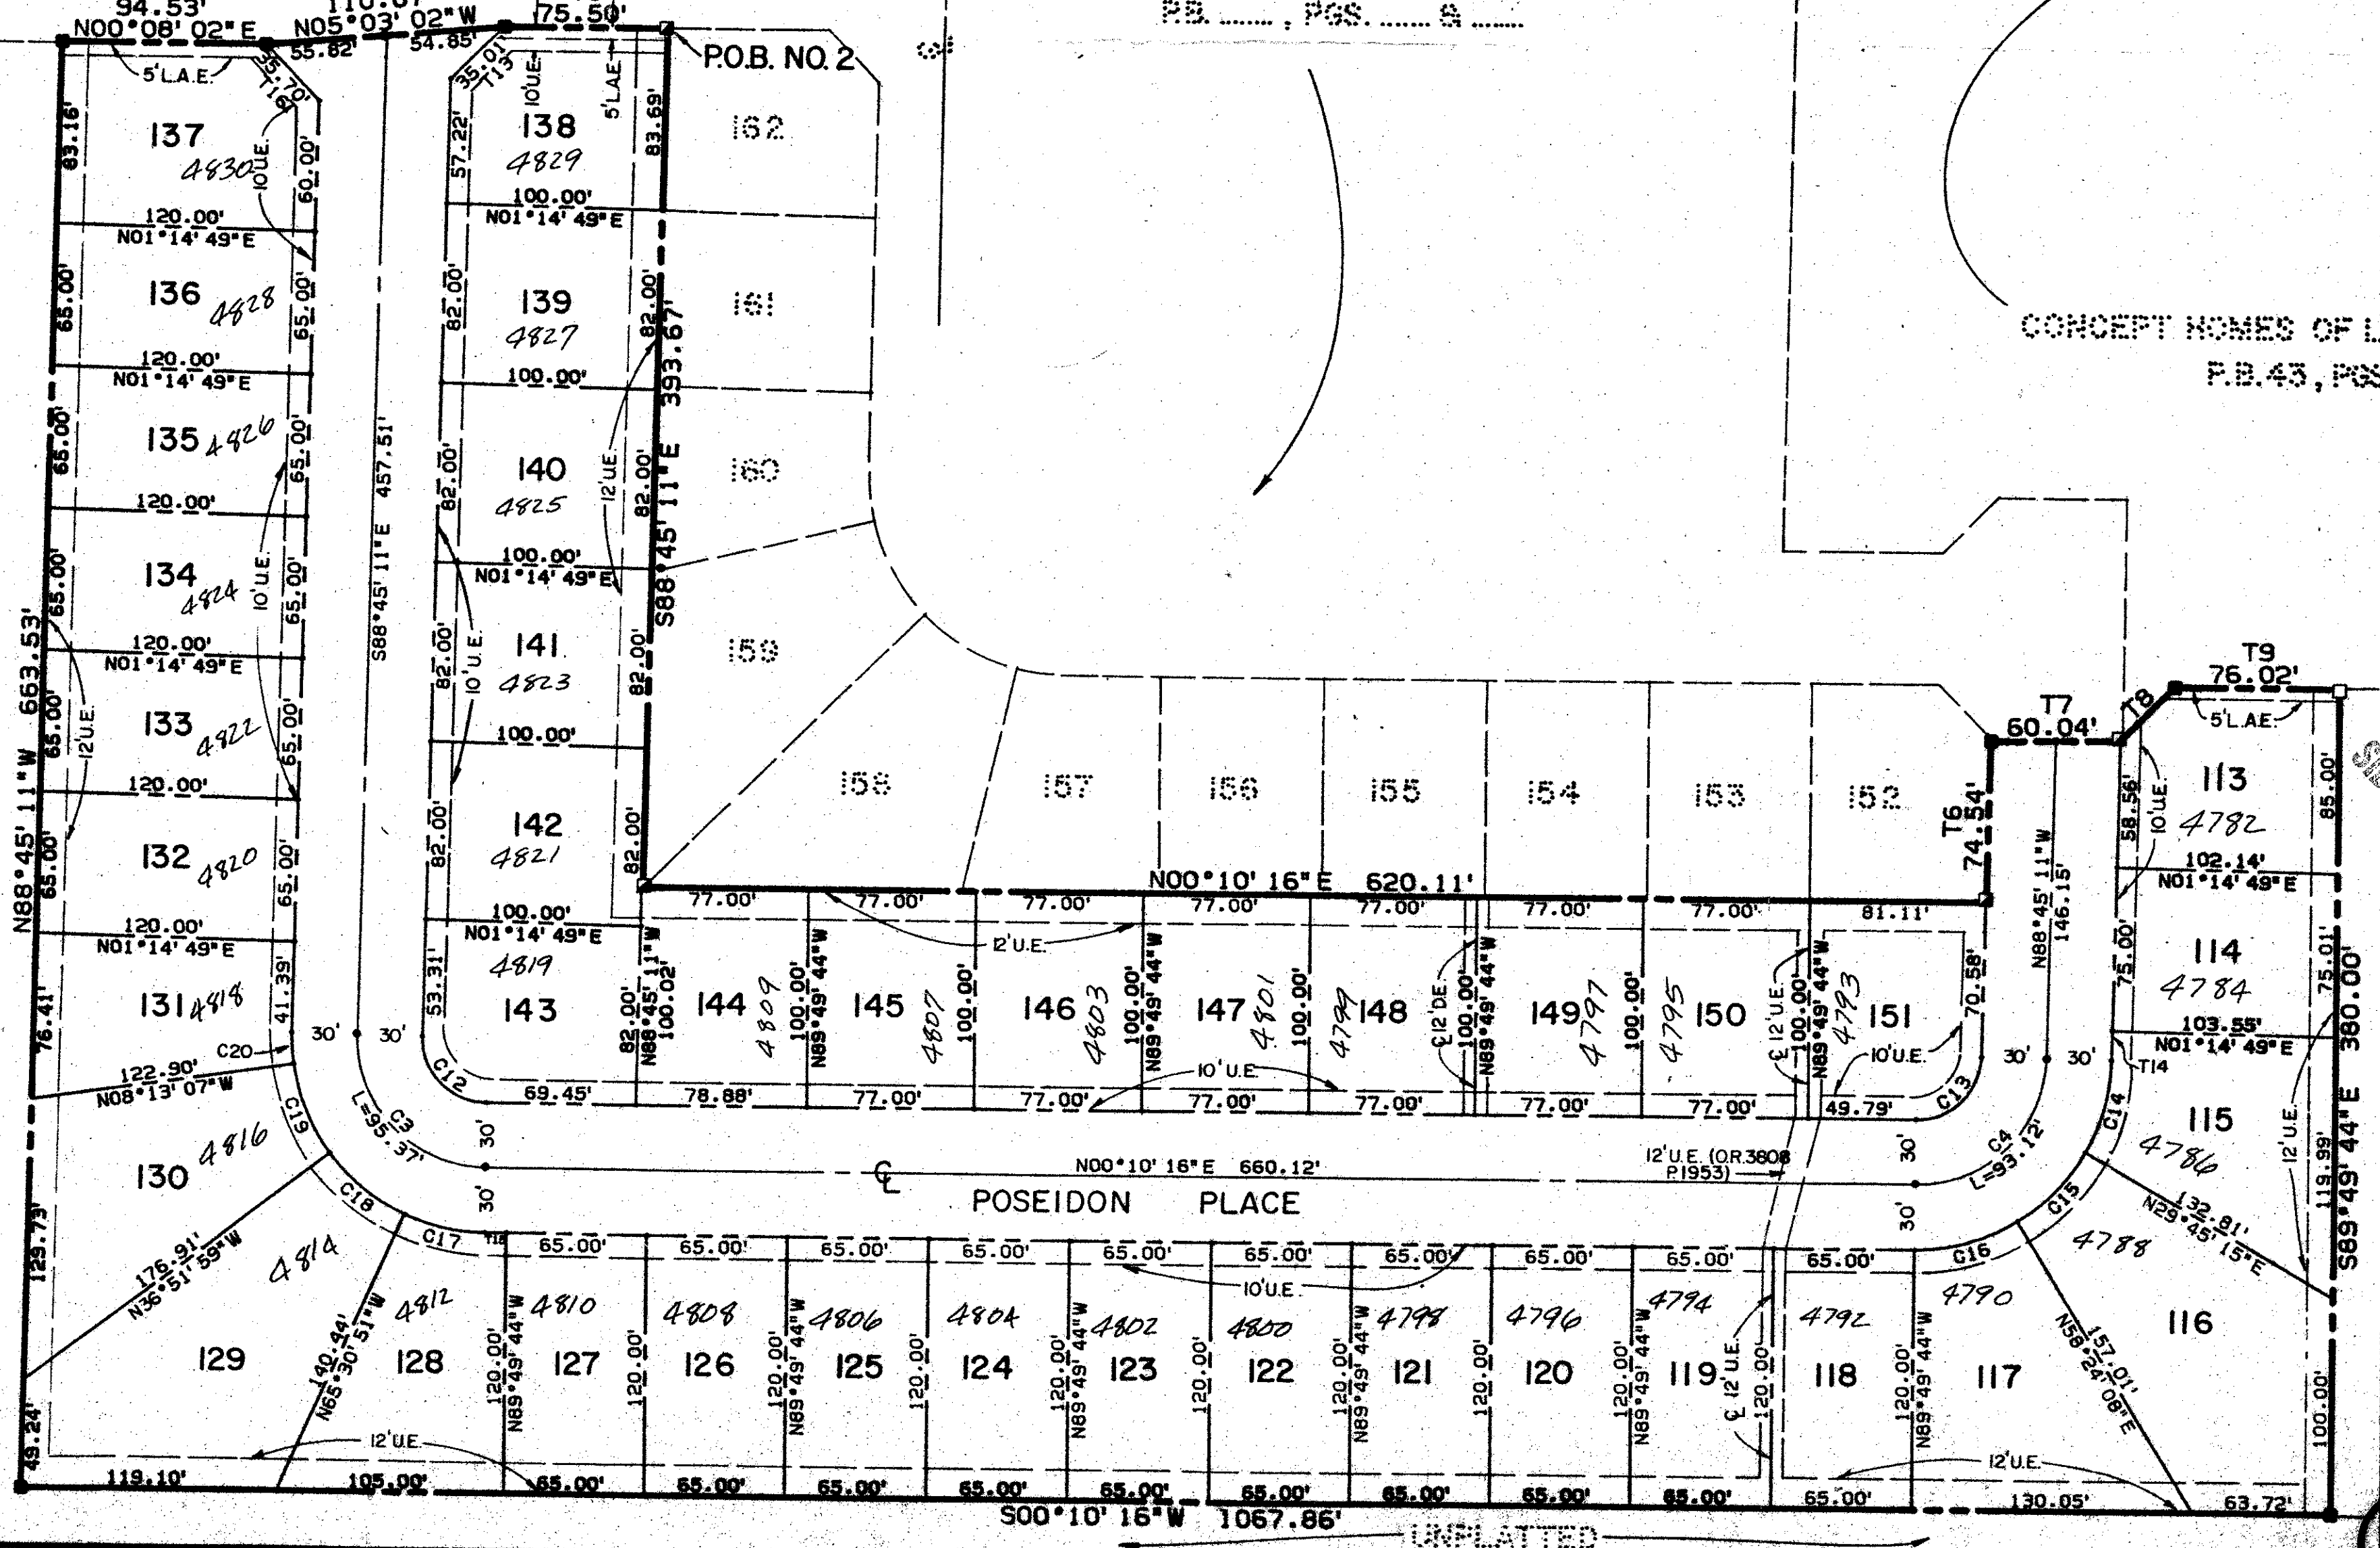 94.53'
N00°08'02"E
N05°03'02"W
55.82'
54.85'
75.50'
P.B. ____, PGS. ____ & ____
P.O.B. NO. 2
5'L.A.E.
35.70'
T16
35.01'
T13
10'U.E.
5'L.A.E.
83.16'
137
4830
10'U.E.
60.00'
57.22'
138
4829
83.69'
162
120.00'
N01°14'49"E
100.00'
N01°14'49"E
65.00'
136
4828
65.00'
82.00'
139
4827
82.00'
161
CONCEPT HOMES OF L
P.B.43, PGS
120.00'
N01°14'49"E
100.00'
S88°45'11"E 393.67'
65.00'
135
4826
65.00'
S88°45'11"E 457.51'
82.00'
140
4825
12'U.E.
82.00'
160
120.00'
100.00'
N01°14'49"E
65.00'
134
4824
10'U.E.
65.00'
82.00'
10'U.E.
141
4823
82.00'
159
120.00'
N01°14'49"E
N88°45'11"W 663.53'
65.00'
12'U.E.
133
4822
65.00'
100.00'
T9
76.02'
T8
5'L.A.E.
T7
60.04'
120.00'
65.00'
132
4820
65.00'
82.00'
142
4821
82.00'
158
157
156
155
154
153
152
T6
74.54'
58.56'
10'U.E.
113
4782
85.00'
120.00'
N01°14'49"E
100.00'
N01°14'49"E
N00°10'16"E 620.11'
77.00'
77.00'
77.00'
77.00'
77.00'
77.00'
77.00'
81.11'
12'U.E.
N88°45'11"W
146.15'
102.14'
N01°14'49"E
76.41'
131
4818
41.39'
C20
30'
30'
53.31'
4819
143
82.00'
N88°45'11"W
100.02'
144
4809
100.00'
N89°49'44"W
145
4807
100.00'
146
4803
100.00'
N89°49'44"W
147
4801
100.00'
4799
148
℄12'D.E.
100.00'
N89°49'44"W
149
4797
100.00'
4795
150
℄ 12'U.E.
100.00'
N89°49'44"W
4793
151
10'U.E.
70.58'
30'
30'
75.00'
114
4784
75.01'
S89°49'44"E 380.00'
103.55'
N01°14'49"E
T14
122.90'
N08°13'07"W
C19
C3
L=95.37'
C12
69.45'
78.88'
77.00'
77.00'
10'U.E.
77.00'
77.00'
77.00'
77.00'
49.79'
C13
C4
L=93.12'
C14
115
4786
12'U.E.
119.99'
130
4816
30'
30'
℄
N00°10'16"E 660.12'
12'U.E. (O.R.3808
P.1953)
30'
30'
POSEIDON PLACE
C18
C17
T18
65.00'
65.00'
65.00'
65.00'
65.00'
65.00'
65.00'
65.00'
65.00'
65.00'
C16
C15
132.81'
N29°45'15"E
10'U.E.
129.73'
176.91'
N36°51'59"W
4814
129
140.44'
N65°30'51"W
4812
128
120.00'
N89°49'44"W
4810
127
120.00'
4808
126
120.00'
N89°49'44"W
4806
125
120.00'
4804
124
120.00'
N89°49'44"W
4802
123
120.00'
4800
122
120.00'
N89°49'44"W
4798
121
120.00'
4796
120
120.00'
N89°49'44"W
4794
119
℄ 12'U.E.
120.00'
4792
118
120.00'
N89°49'44"W
4790
117
157.01'
N58°24'08"E
4788
116
100.00'
49.24'
12'U.E.
12'U.E.
119.10'
105.00'
65.00'
65.00'
65.00'
65.00'
65.00'
65.00'
65.00'
65.00'
65.00'
65.00'
130.05'
63.72'
S00°10'16"W 1067.86'
UNPLATTED